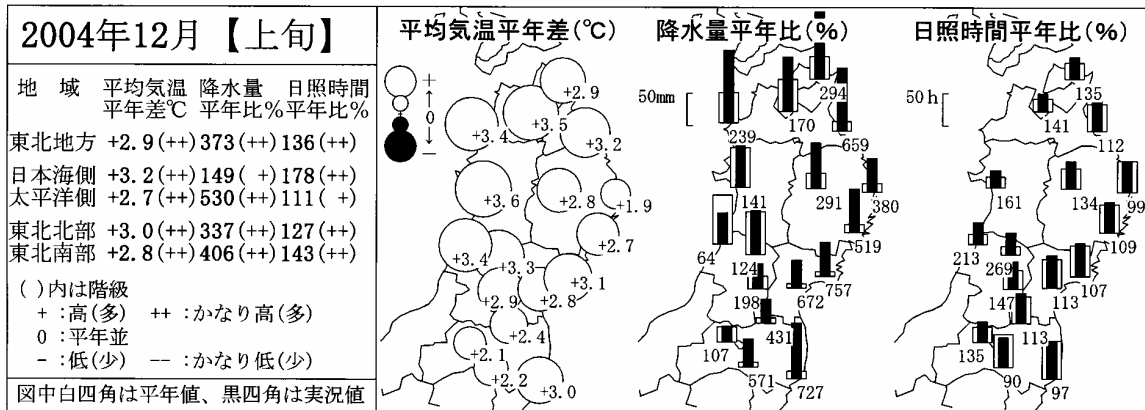 2004年12月【上旬】
地 域 平均気温 降水量 日照時間
平年差℃ 平年比% 平年比%
東北地方 +2.9(++) 373(++) 136(++)
日本海側 +3.2(++) 149( +) 178(++)
太平洋側 +2.7(++) 530(++) 111( +)
東北北部 +3.0(++) 337(++) 127(++)
東北南部 +2.8(++) 406(++) 143(++)
( )内は階級
+ :高(多) ++ :かなり高(多)
0 :平年並
- :低(少) -- :かなり低(少)
図中白四角は平年値、黒四角は実況値
平均気温平年差(℃)
+
0
-
+2.9
+3.4
+3.5
+3.2
+3.6
+2.8
+1.9
+2.7
+3.4
+3.3
+3.1
+2.9
+2.8
+2.4
+2.1
+2.2
+3.0
降水量平年比(%)
50mm
294
170
239
659
141
291
380
519
64
124
757
198
672
431
107
571
727
日照時間平年比(%)
50h
135
141
112
161
134
99
109
213
269
107
147
113
113
135
90
97